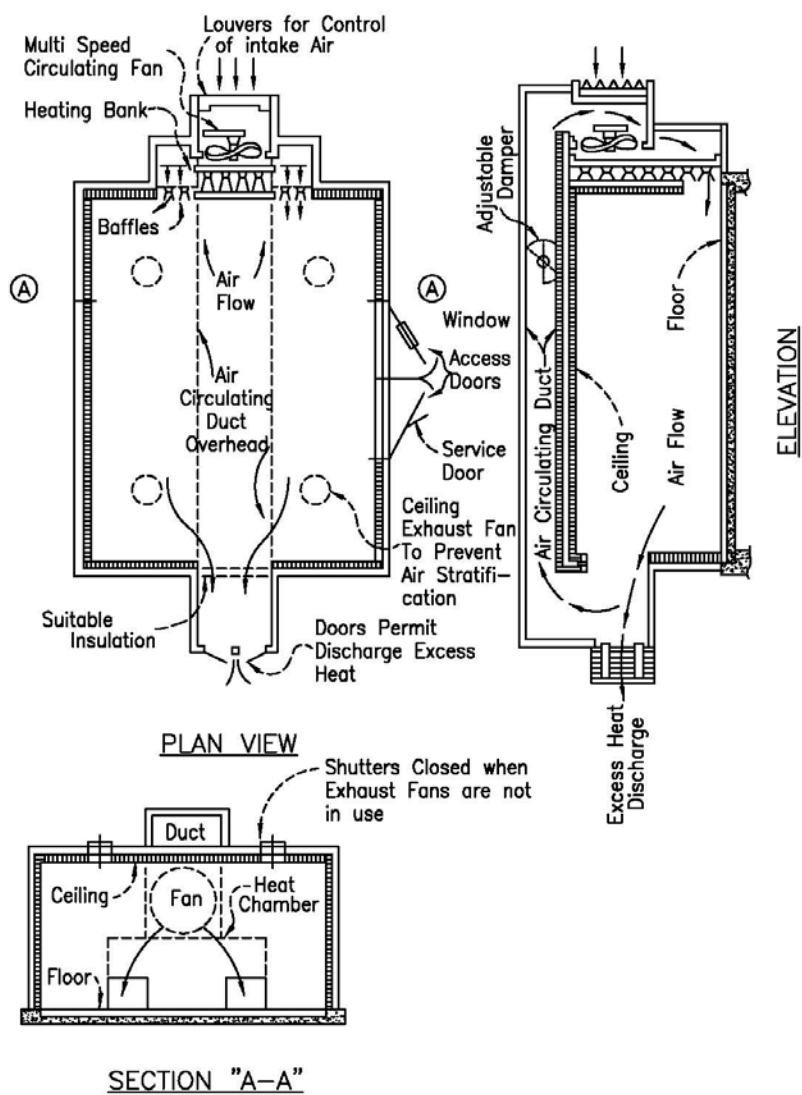 Louvers for Control
of intake Air
Multi Speed
Circulating Fan
Heating Bank
Baffles
Air
Flow
A
A
Window
Access
Doors
Air
Circulating
Duct
Overhead
Service
Door
Ceiling
Exhaust Fan
To Prevent
Air Stratifi-
cation
Suitable
Insulation
Doors Permit
Discharge Excess
Heat
PLAN VIEW
Adjustable
Damper
Air Circulating Duct
Ceiling
Air Flow
Floor
Excess Heat
Discharge
ELEVATION
Shutters Closed when
Exhaust Fans are not
in use
Duct
Ceiling
Fan
Heat
Chamber
Floor
SECTION "A-A"